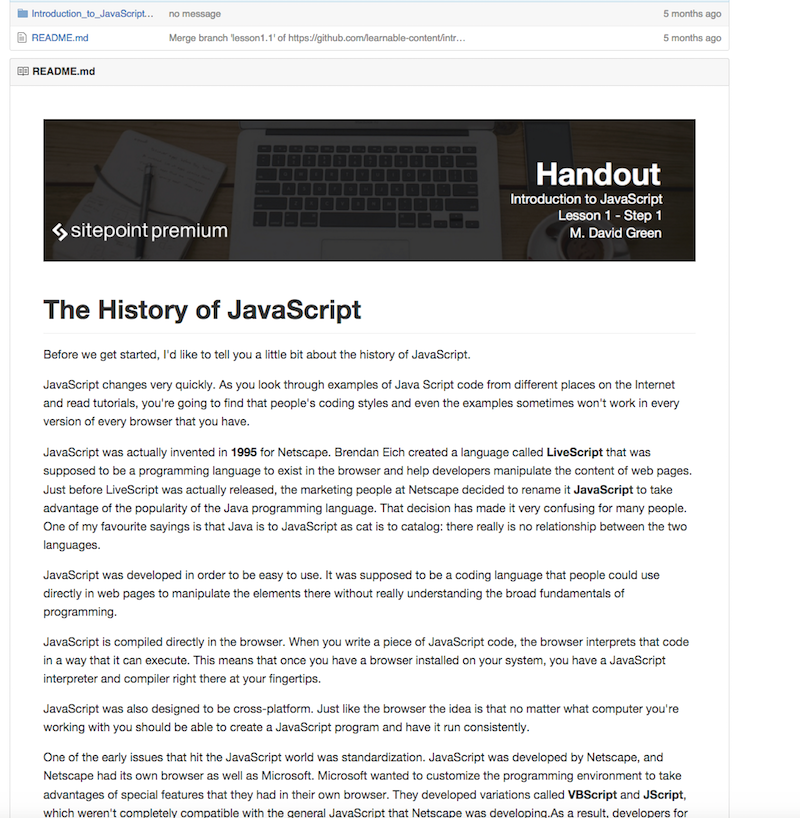 Introduction_to_JavaScript... no message 5 months ago
README.md Merge branch 'lesson1.1' of https://github.com/learnable-content/intr... 5 months ago
README.md
Handout
Introduction to JavaScript
Lesson 1 - Step 1
M. David Green
sitepoint premium
The History of JavaScript
Before we get started, I'd like to tell you a little bit about the history of JavaScript.
JavaScript changes very quickly. As you look through examples of Java Script code from different places on the Internet
and read tutorials, you're going to find that people's coding styles and even the examples sometimes won't work in every
version of every browser that you have.
JavaScript was actually invented in 1995 for Netscape. Brendan Eich created a language called LiveScript that was
supposed to be a programming language to exist in the browser and help developers manipulate the content of web pages.
Just before LiveScript was actually released, the marketing people at Netscape decided to rename it JavaScript to take
advantage of the popularity of the Java programming language. That decision has made it very confusing for many people.
One of my favourite sayings is that Java is to JavaScript as cat is to catalog: there really is no relationship between the two
languages.
JavaScript was developed in order to be easy to use. It was supposed to be a coding language that people could use
directly in web pages to manipulate the elements there without really understanding the broad fundamentals of
programming.
JavaScript is compiled directly in the browser. When you write a piece of JavaScript code, the browser interprets that code
in a way that it can execute. This means that once you have a browser installed on your system, you have a JavaScript
interpreter and compiler right there at your fingertips.
JavaScript was also designed to be cross-platform. Just like the browser the idea is that no matter what computer you're
working with you should be able to create a JavaScript program and have it run consistently.
One of the early issues that hit the JavaScript world was standardization. JavaScript was developed by Netscape, and
Netscape had its own browser as well as Microsoft. Microsoft wanted to customize the programming environment to take
advantages of special features that they had in their own browser. They developed variations called VBScript and JScript,
which weren't completely compatible with the general JavaScript that Netscape was developing.As a result, developers for